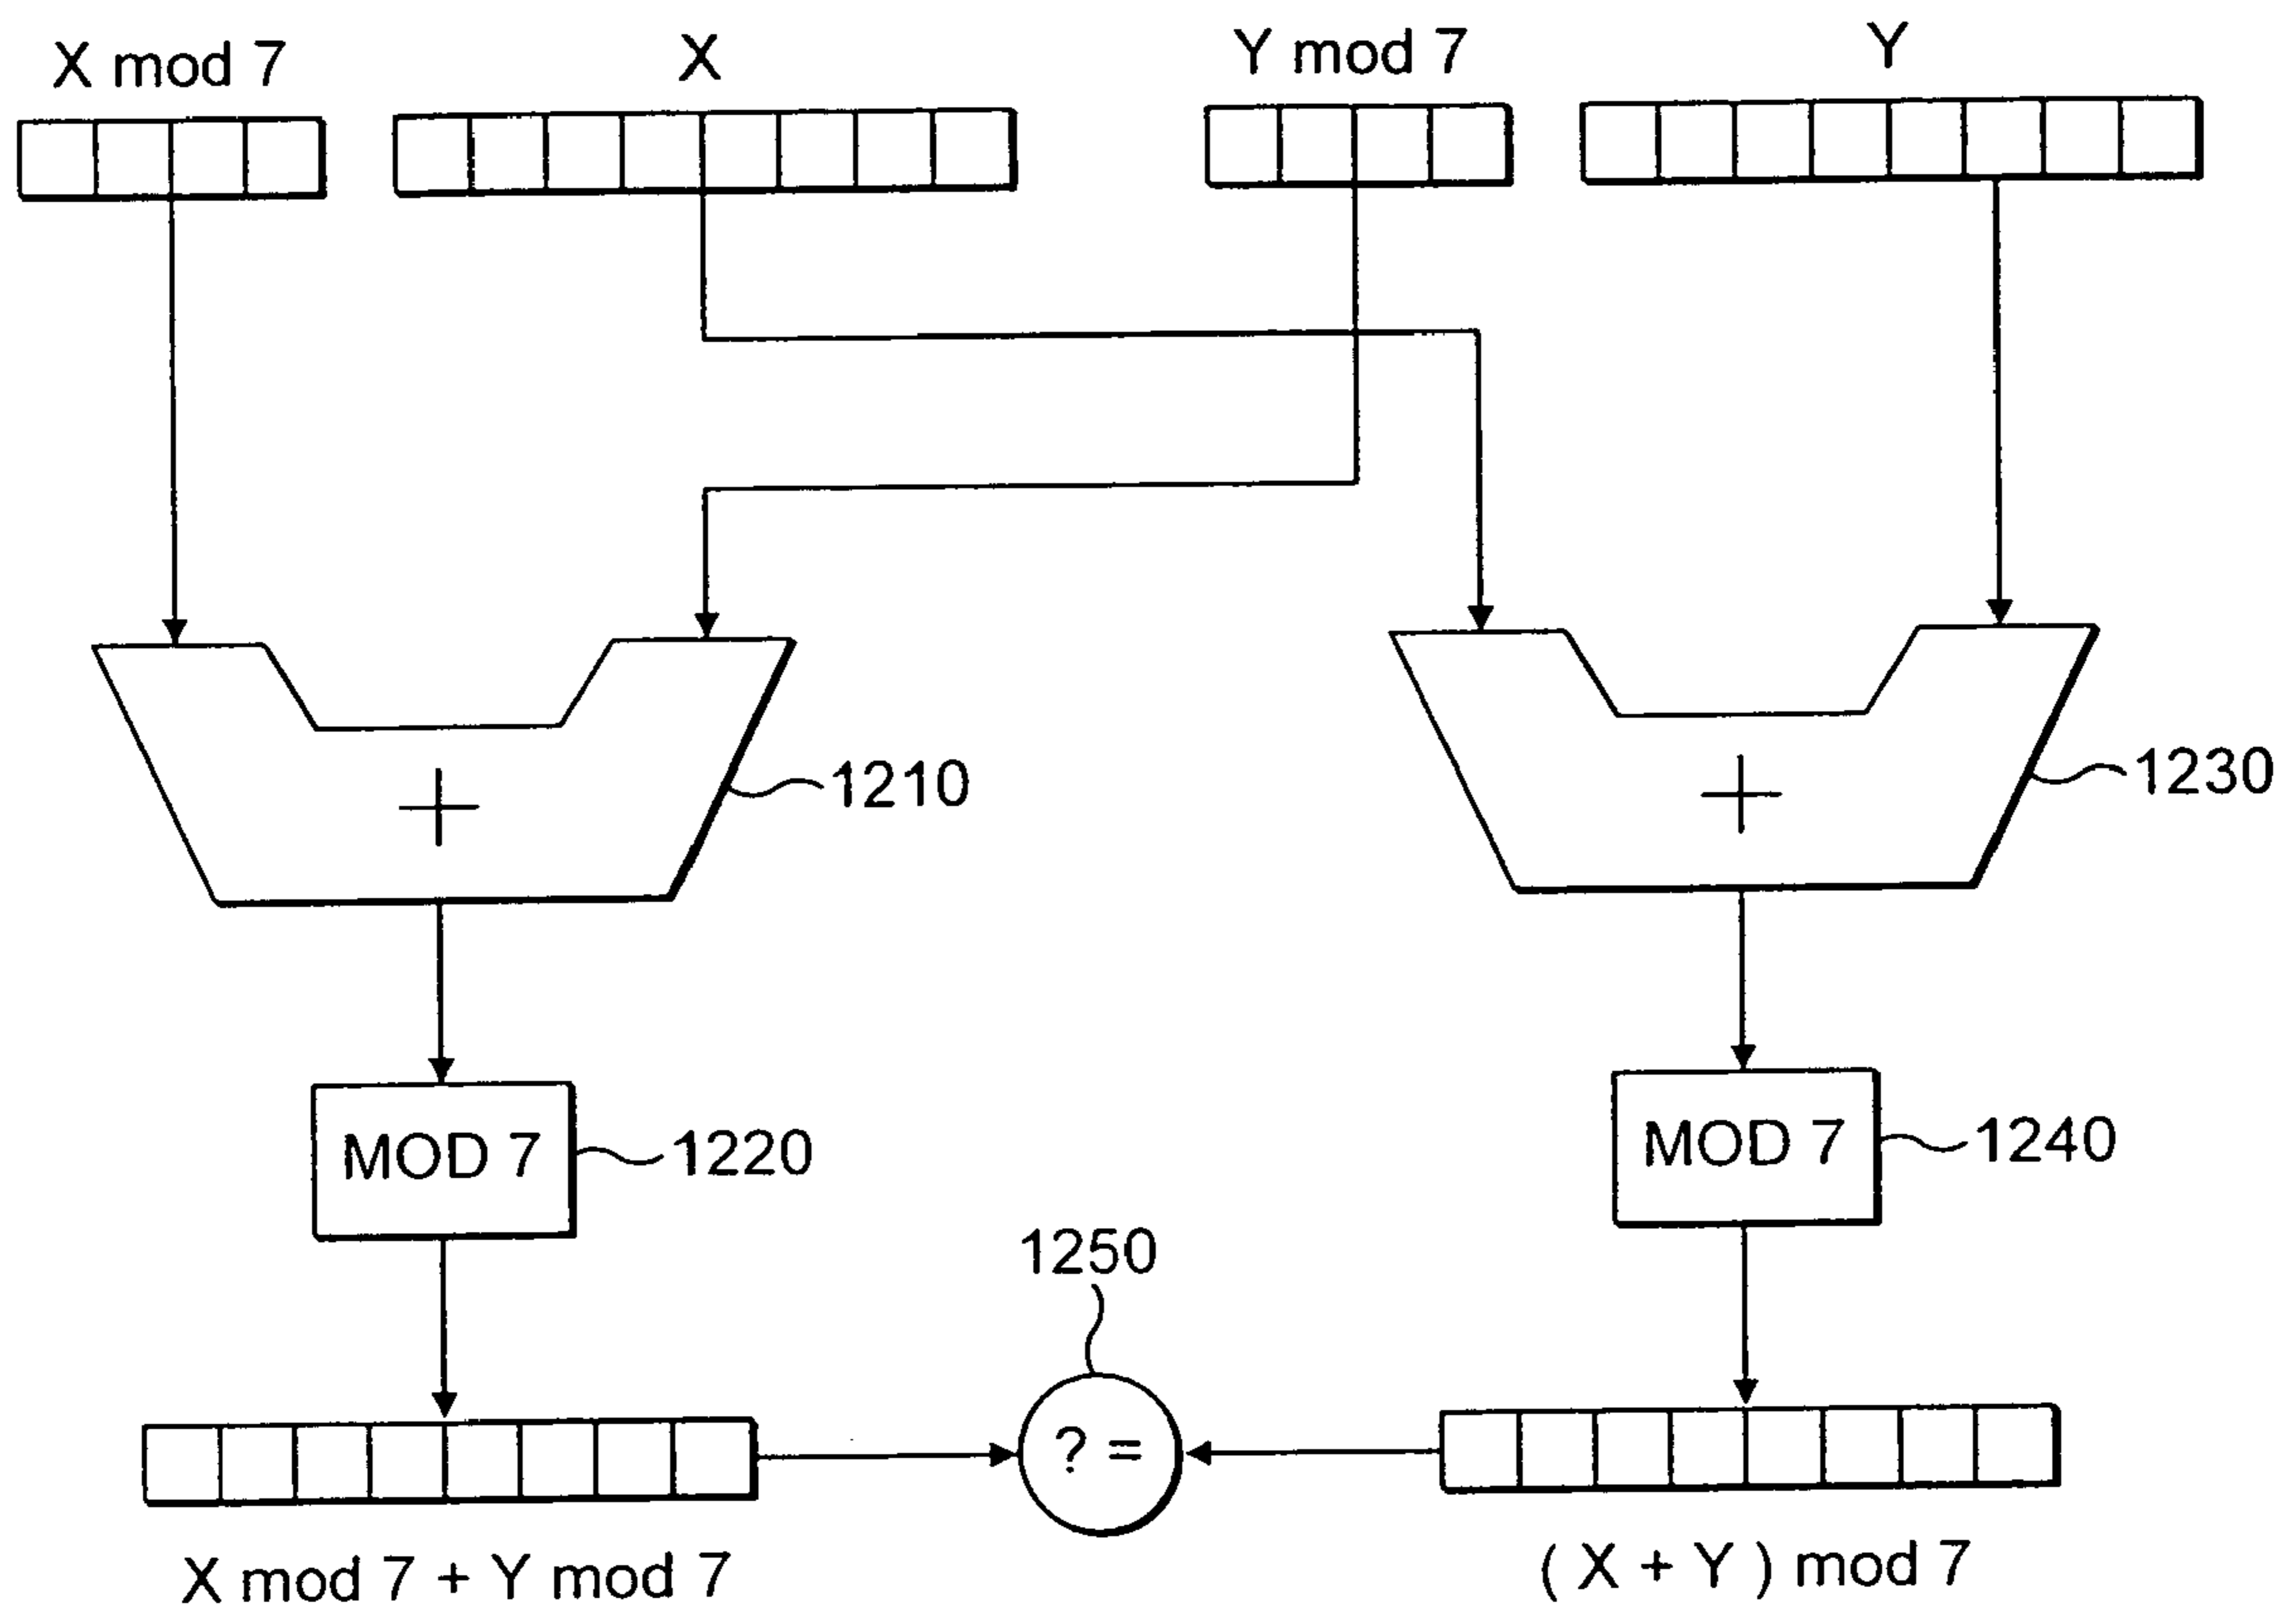 X mod 7
X
Y mod 7
Y
+
1210
+
1230
MOD 7
1220
MOD 7
1240
1250
? =
X mod 7 + Y mod 7
( X + Y ) mod 7